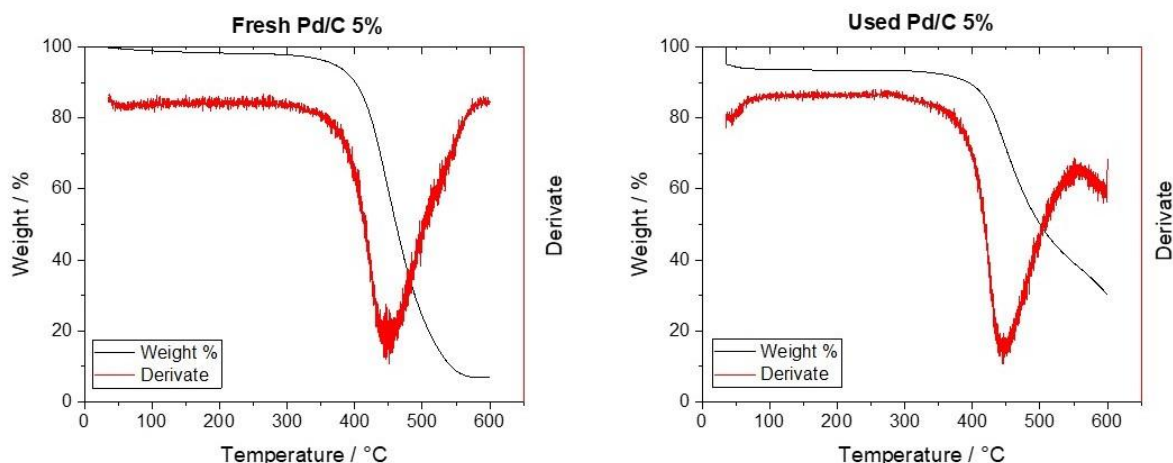 Fresh Pd/C 5%
100
80
60
40
20
0
Weight / %
Derivate
Weight %
Derivate
0 100 200 300 400 500 600
Temperature / °C
Used Pd/C 5%
100
80
60
40
20
0
Weight / %
Derivate
Weight %
Derivate
0 100 200 300 400 500 600
Temperature / °C